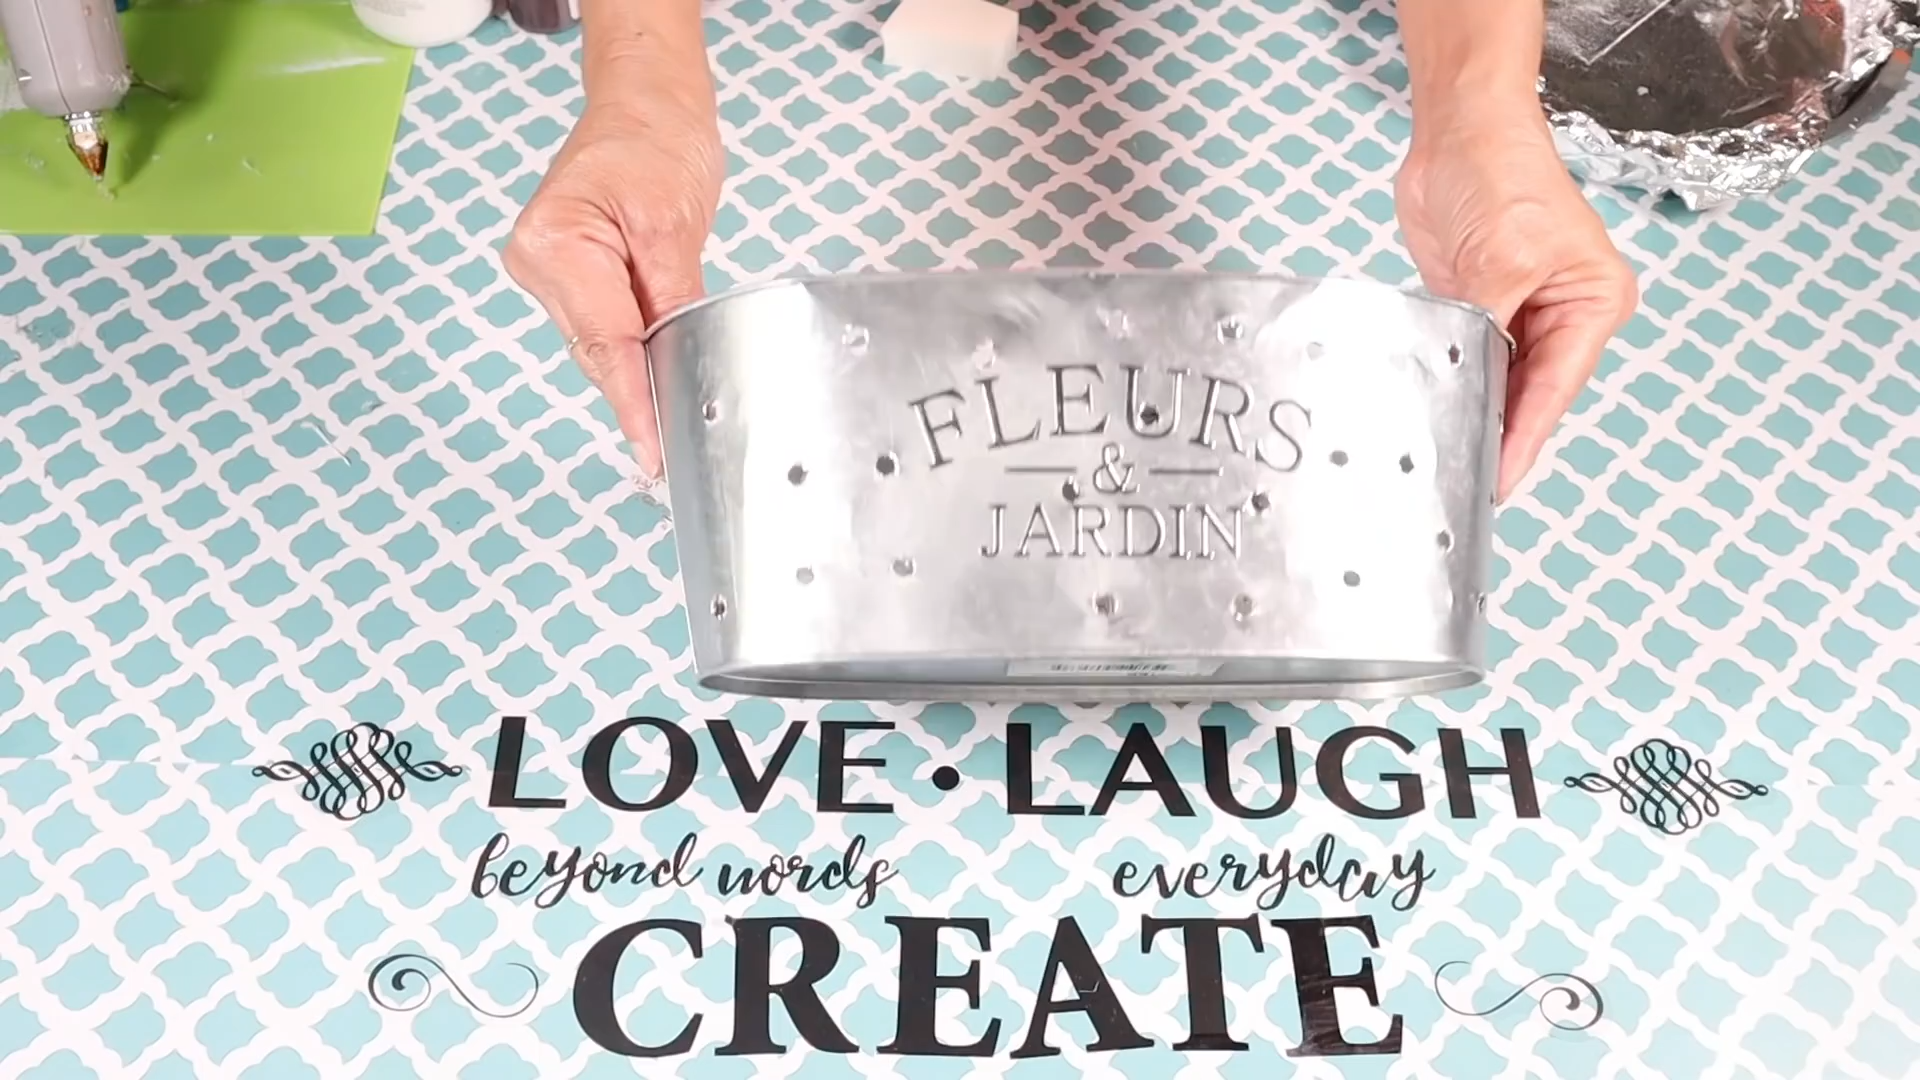 FLEURS
&
JARDIN
LOVE • LAUGH
beyond words everyday
CREATE